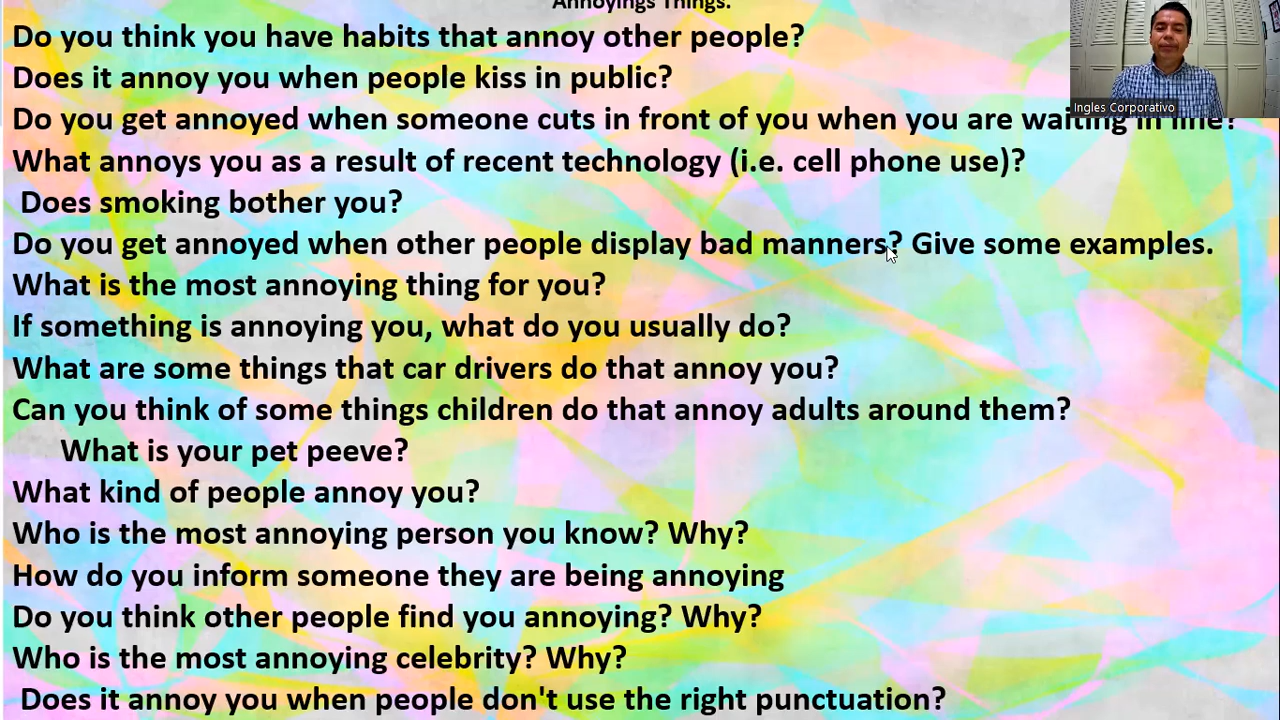 Annoyings Things.
Do you think you have habits that annoy other people?
Does it annoy you when people kiss in public?
Ingles Corporativo
Do you get annoyed when someone cuts in front of you when you are waiting in line?
What annoys you as a result of recent technology (i.e. cell phone use)?
Does smoking bother you?
Do you get annoyed when other people display bad manners? Give some examples.
What is the most annoying thing for you?
If something is annoying you, what do you usually do?
What are some things that car drivers do that annoy you?
Can you think of some things children do that annoy adults around them?
What is your pet peeve?
What kind of people annoy you?
Who is the most annoying person you know? Why?
How do you inform someone they are being annoying
Do you think other people find you annoying? Why?
Who is the most annoying celebrity? Why?
Does it annoy you when people don't use the right punctuation?